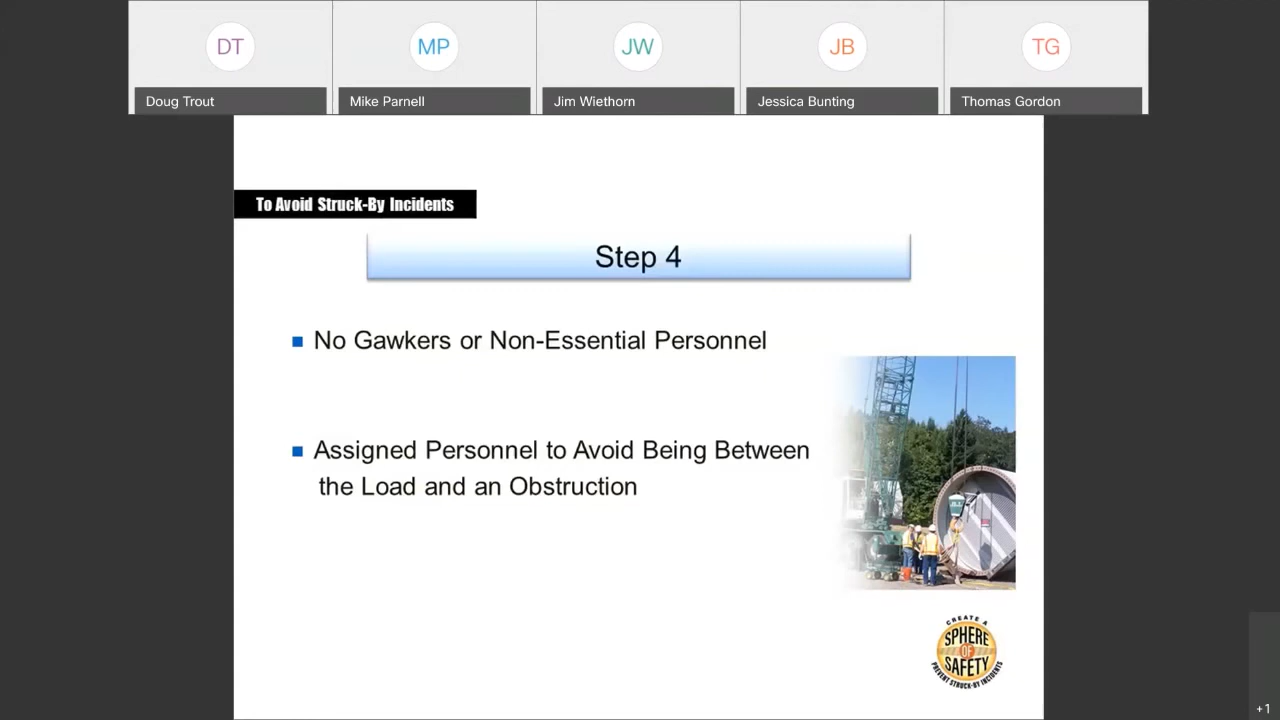 DT
MP
JW
JB
TG
Doug Trout
Mike Parnell
Jim Wiethorn
Jessica Bunting
Thomas Gordon
To Avoid Struck-By Incidents
Step 4
No Gawkers or Non-Essential Personnel
Assigned Personnel to Avoid Being Between
the Load and an Obstruction
CREATE A
SPHERE
OF
SAFETY
PREVENT STRUCK-BY INCIDENTS
+1